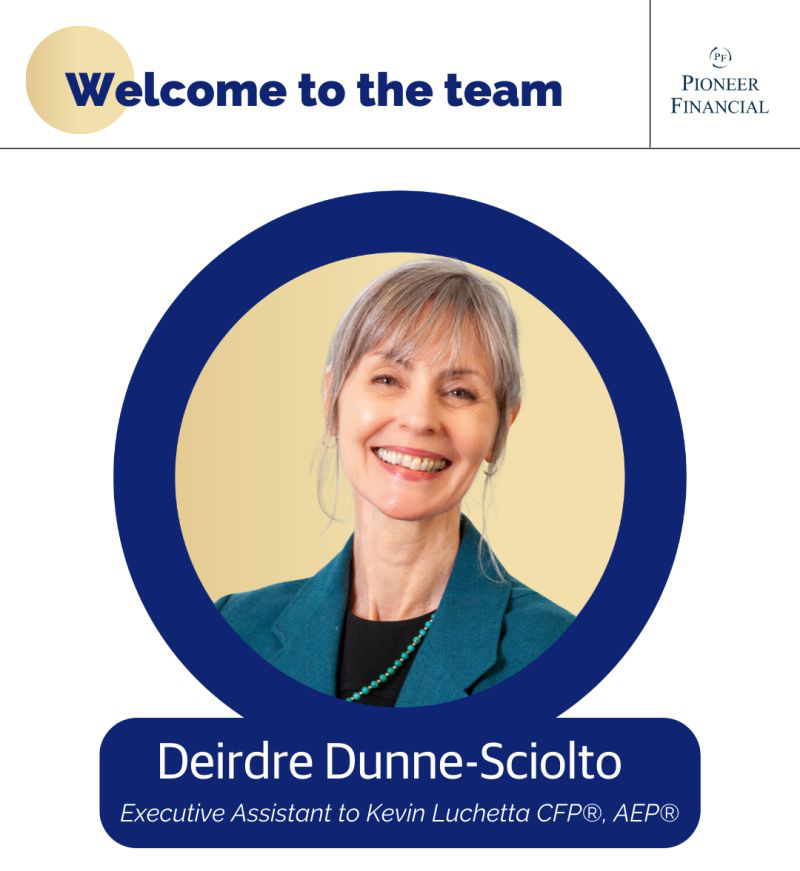 Welcome to the team
PF
PIONEER
FINANCIAL
Deirdre Dunne-Sciolto
Executive Assistant to Kevin Luchetta CFP®, AEP®